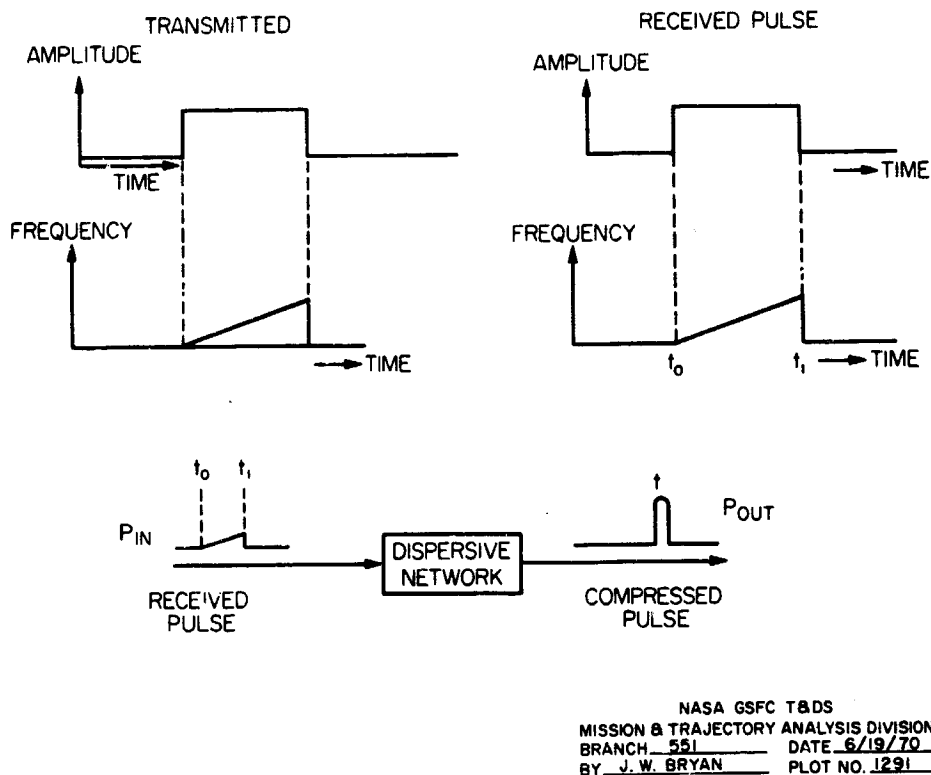 TRANSMITTED
AMPLITUDE
TIME
FREQUENCY
TIME
RECEIVED PULSE
AMPLITUDE
TIME
FREQUENCY
t₀ t₁ TIME
t₀ t₁
P_IN
RECEIVED
PULSE
DISPERSIVE
NETWORK
t
P_OUT
COMPRESSED
PULSE
NASA GSFC T&DS
MISSION & TRAJECTORY ANALYSIS DIVISION
BRANCH 551 DATE 6/19/70
BY J. W. BRYAN PLOT NO. 1291